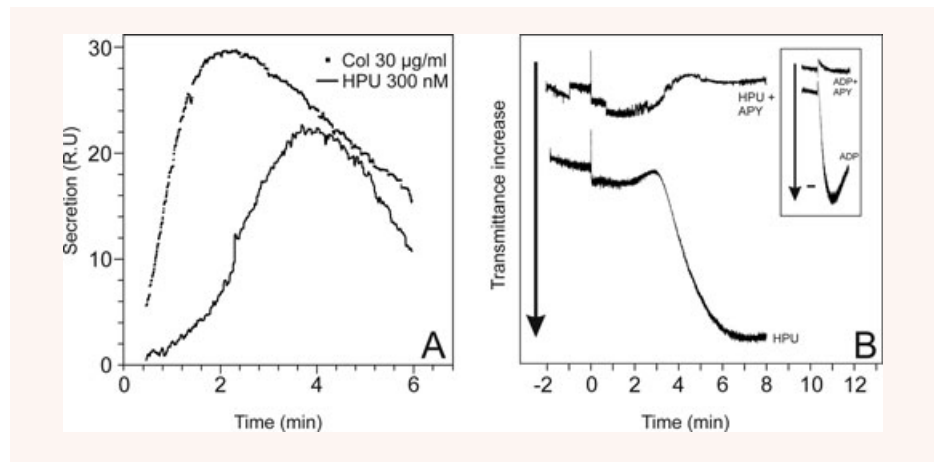 30
20
10
0
Secretion (R.U)
Col 30 µg/ml
HPU 300 nM
A
0 2 4 6
Time (min)
Transmittance increase
HPU +
APY
HPU
ADP+
APY
ADP
B
-2 0 2 4 6 8 10 12
Time (min)